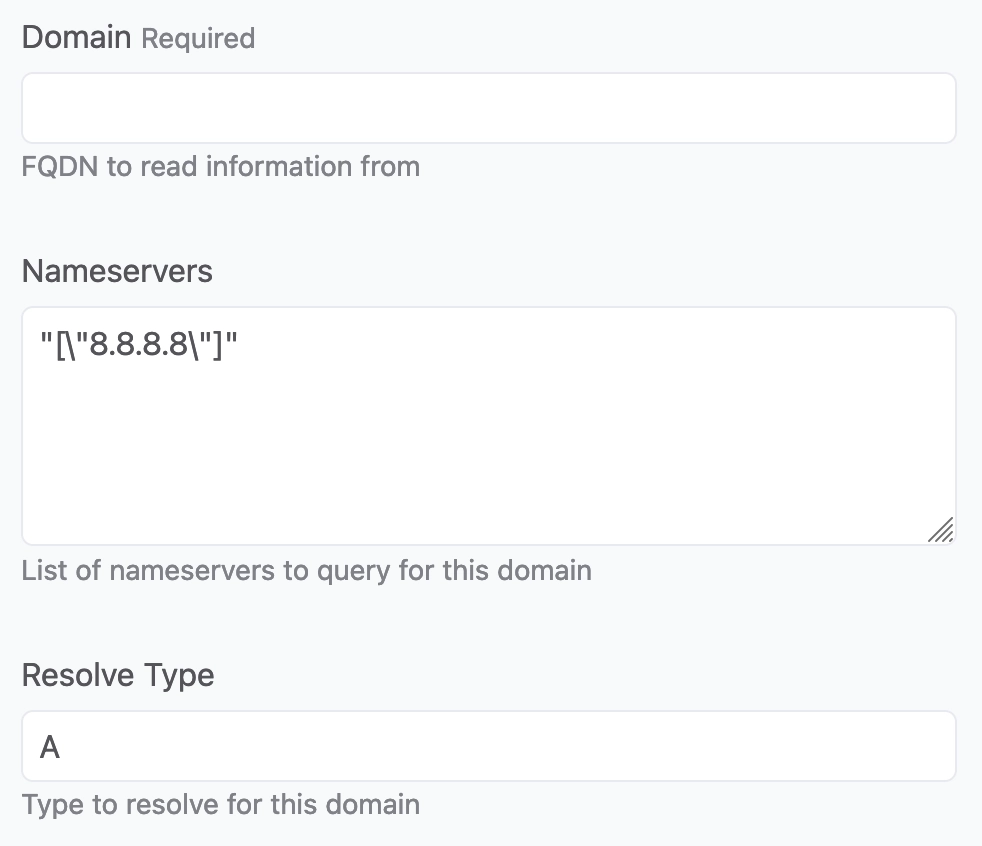 Domain Required
FQDN to read information from
Nameservers
"[\"8.8.8.8\"]"
List of nameservers to query for this domain
Resolve Type
A
Type to resolve for this domain